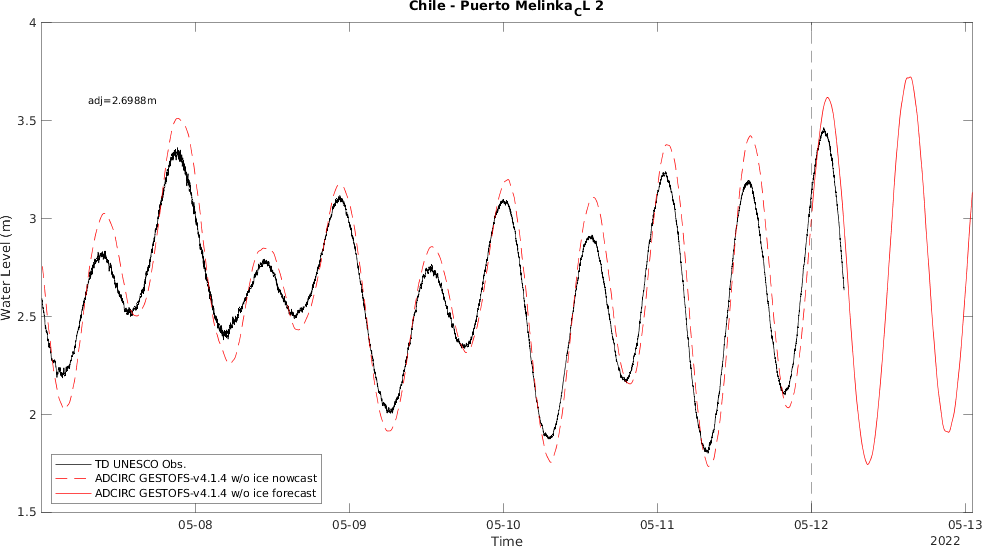 Chile - Puerto Melinka_CL 2
4
adj=2.6988m
3.5
3
Water Level (m)
2.5
2
TD UNESCO Obs.
ADCIRC GESTOFS-v4.1.4 w/o ice nowcast
ADCIRC GESTOFS-v4.1.4 w/o ice forecast
1.5
05-08 05-09 05-10 05-11 05-12 05-13
Time 2022